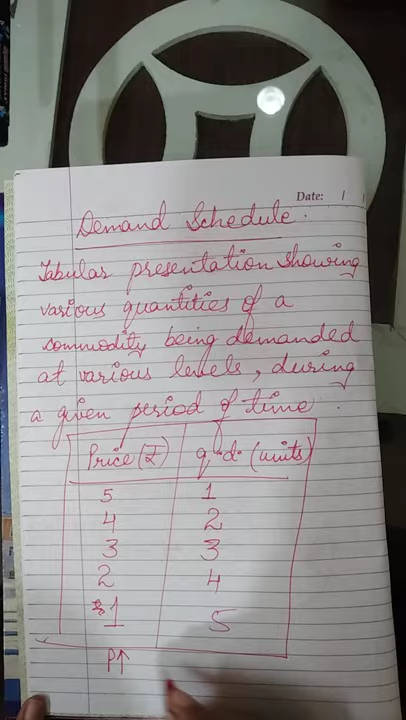 Date: /
Demand Schedule.
Tabular presentation showing
various quantities of a
commodity being demanded
at various levels, during
a given period of time.
Price (₹) q.d. (units)
5 1
4 2
3 3
2 4
1 5
P↑